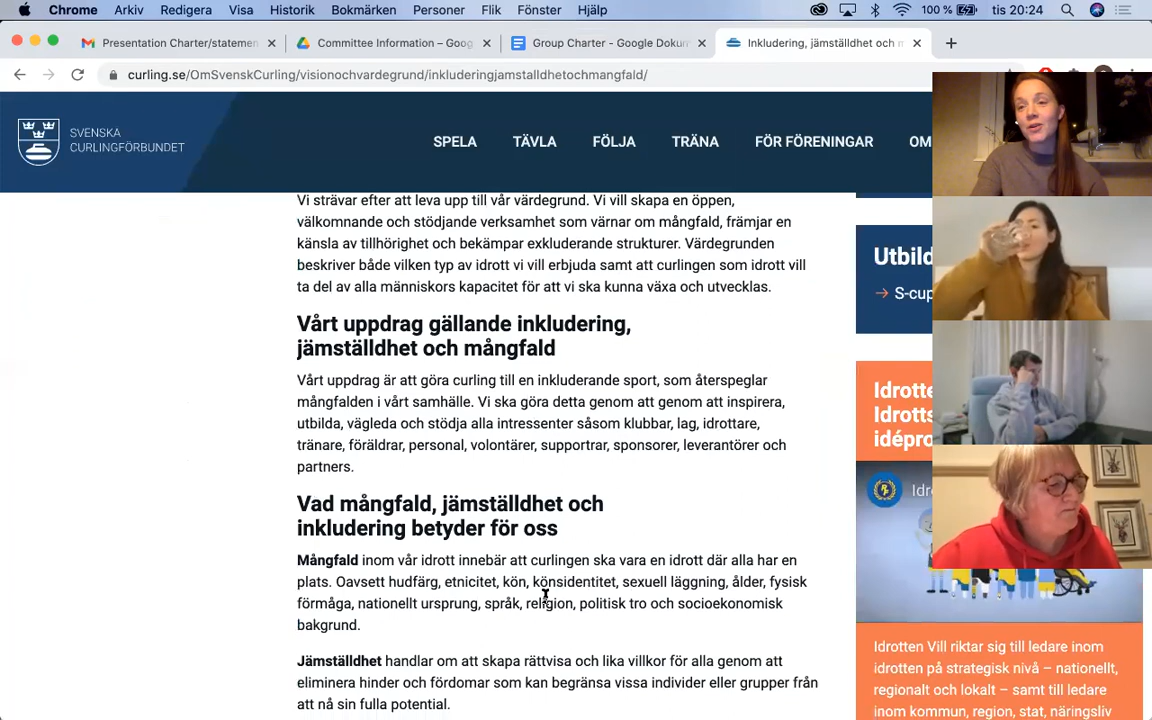 Chrome Arkiv Redigera Visa Historik Bokmärken Personer Flik Fönster Hjälp 100 % tis 20:24
Presentation Charter/statemen Committee Information – Goog Group Charter - Google Dokum Inkludering, jämställdhet och m
curling.se/OmSvenskCurling/visionochvardegrund/inkluderingjamstalldhetochmangfald/
SVENSKA
CURLINGFÖRBUNDET
SPELA TÄVLA FÖLJA TRÄNA FÖR FÖRENINGAR OM
Vi strävar efter att leva upp till vår värdegrund. Vi vill skapa en öppen,
välkomnande och stödjande verksamhet som värnar om mångfald, främjar en
känsla av tillhörighet och bekämpar exkluderande strukturer. Värdegrunden
beskriver både vilken typ av idrott vi vill erbjuda samt att curlingen som idrott vill
ta del av alla människors kapacitet för att vi ska kunna växa och utvecklas.
Vårt uppdrag gällande inkludering,
jämställdhet och mångfald
Vårt uppdrag är att göra curling till en inkluderande sport, som återspeglar
mångfalden i vårt samhälle. Vi ska göra detta genom att genom att inspirera,
utbilda, vägleda och stödja alla intressenter såsom klubbar, lag, idrottare,
tränare, föräldrar, personal, volontärer, supportrar, sponsorer, leverantörer och
partners.
Vad mångfald, jämställdhet och
inkludering betyder för oss
Mångfald inom vår idrott innebär att curlingen ska vara en idrott där alla har en
plats. Oavsett hudfärg, etnicitet, kön, könsidentitet, sexuell läggning, ålder, fysisk
förmåga, nationellt ursprung, språk, religion, politisk tro och socioekonomisk
bakgrund.
Jämställdhet handlar om att skapa rättvisa och lika villkor för alla genom att
eliminera hinder och fördomar som kan begränsa vissa individer eller grupper från
att nå sin fulla potential.
Utbild
→ S-cup
Idrotte
Idrotts
idépro
Idr
Idrotten Vill riktar sig till ledare inom
idrotten på strategisk nivå – nationellt,
regionalt och lokalt – samt till ledare
inom kommun, region, stat, näringsliv